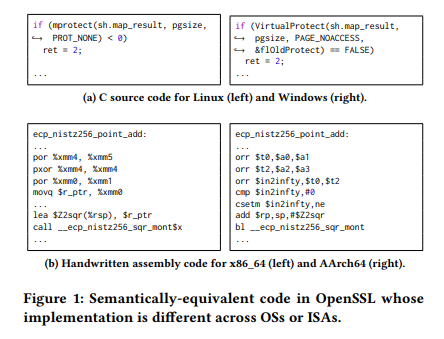 if (mprotect(sh.map_result, pgsize,
↪ PROT_NONE) < 0)
ret = 2;
...
if (VirtualProtect(sh.map_result,
↪ pgsize, PAGE_NOACCESS,
↪ &flOldProtect) == FALSE)
ret = 2;
...
(a) C source code for Linux (left) and Windows (right).
ecp_nistz256_point_add:
...
por %xmm4, %xmm5
pxor %xmm4, %xmm4
por %xmm0, %xmm1
movq $r_ptr, %xmm0
...
lea $Z2sqr(%rsp), $r_ptr
call __ecp_nistz256_sqr_mont$x
...
ecp_nistz256_point_add:
...
orr $t0,$a0,$a1
orr $t2,$a2,$a3
orr $in2infty,$t0,$t2
cmp $in2infty,#0
csetm $in2infty,ne
add $rp,sp,#$Z2sqr
bl __ecp_nistz256_sqr_mont
...
(b) Handwritten assembly code for x86_64 (left) and AArch64 (right).
Figure 1: Semantically-equivalent code in OpenSSL whose
implementation is different across OSs or ISAs.